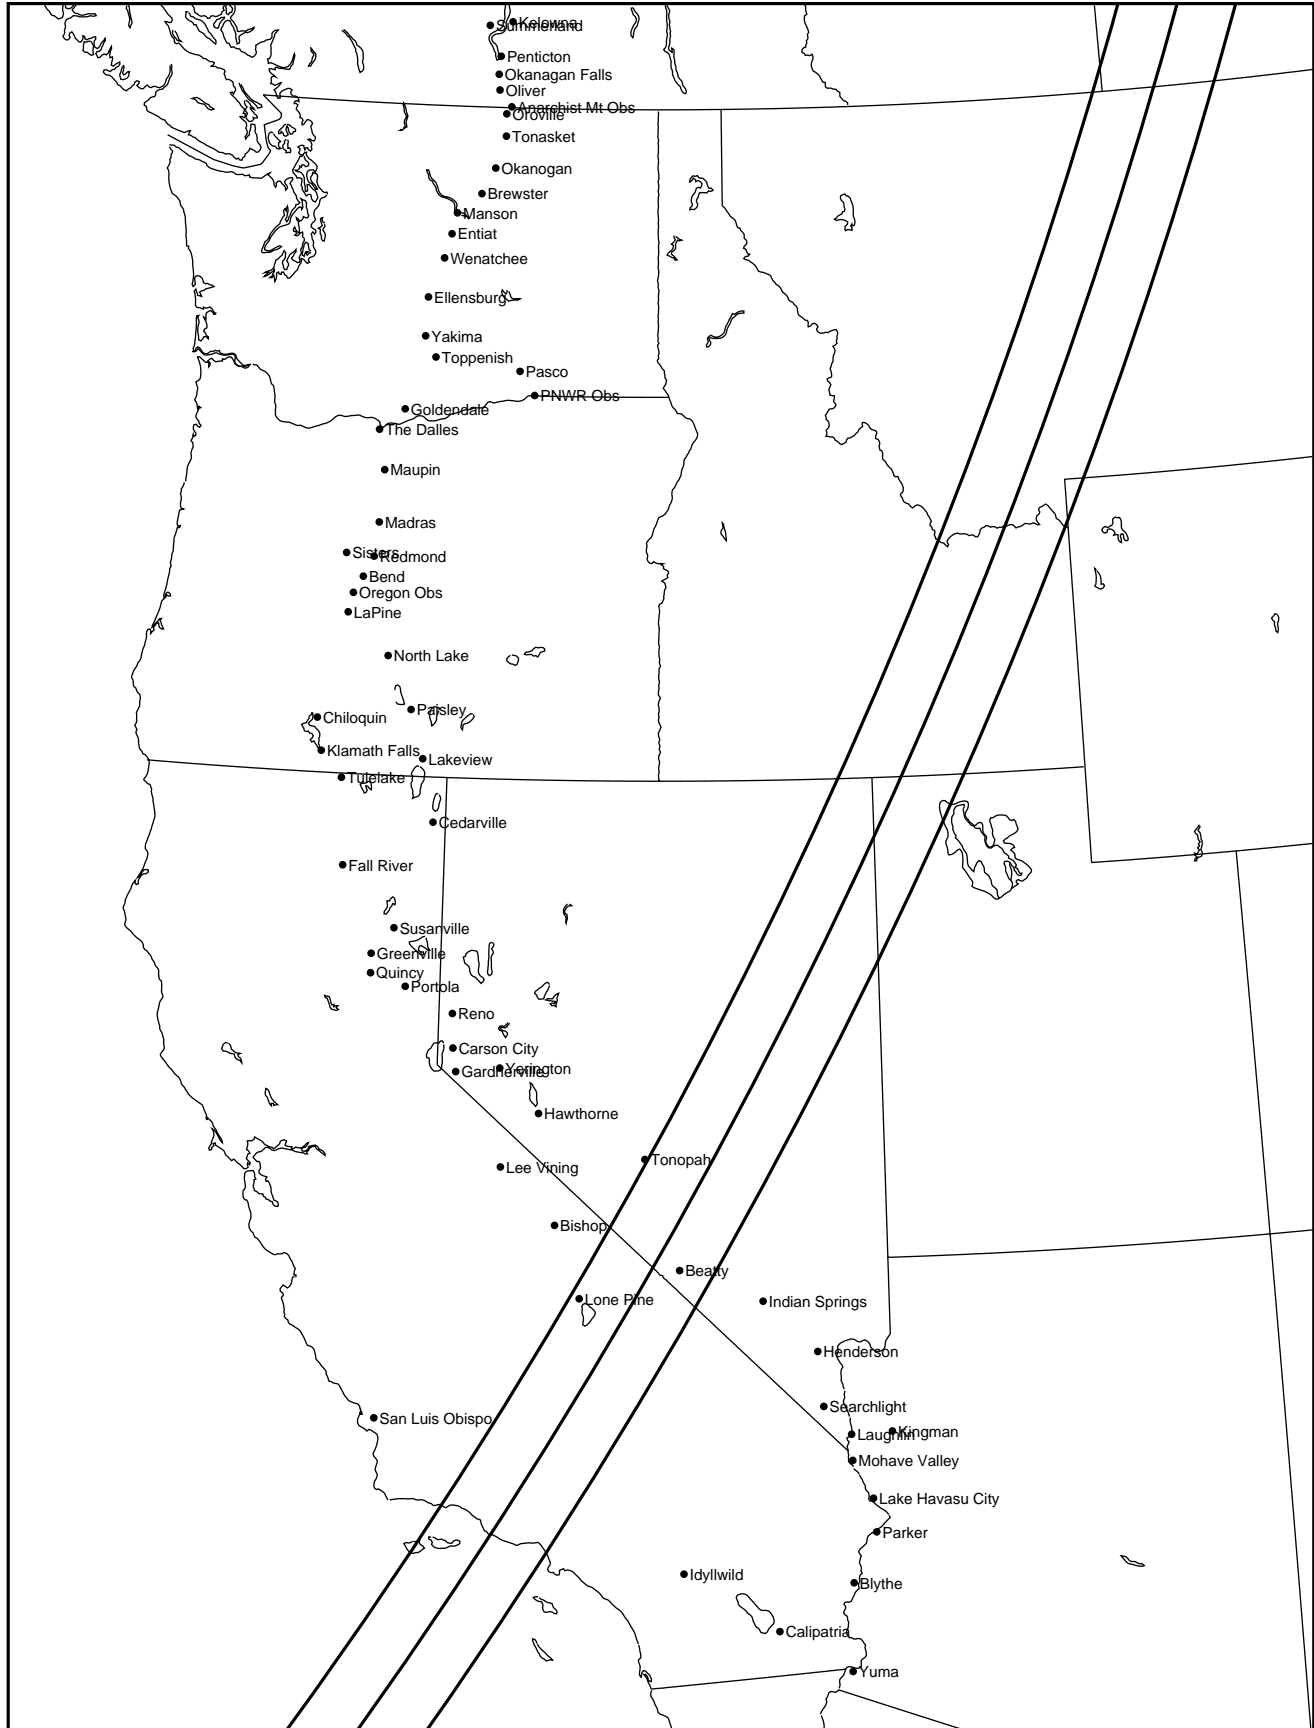 Kelowna
Summerland
Penticton
Okanagan Falls
Oliver
Anarchist Mt Obs
Oroville
Tonasket
Okanogan
Brewster
Manson
Entiat
Wenatchee
Ellensburg
Yakima
Toppenish
Pasco
PNWR Obs
Goldendale
The Dalles
Maupin
Madras
Sisters
Redmond
Bend
Oregon Obs
LaPine
North Lake
Paisley
Chiloquin
Klamath Falls
Lakeview
Tulelake
Cedarville
Fall River
Susanville
Greenville
Quincy
Portola
Reno
Carson City
Yerington
Gardnerville
Hawthorne
Tonopah
Lee Vining
Bishop
Beatty
Lone Pine
Indian Springs
Henderson
Searchlight
San Luis Obispo
Kingman
Laughlin
Mohave Valley
Lake Havasu City
Parker
Idyllwild
Blythe
Calipatria
Yuma